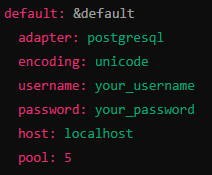 default: &default
  adapter: postgresql
  encoding: unicode
  username: your_username
  password: your_password
  host: localhost
  pool: 5